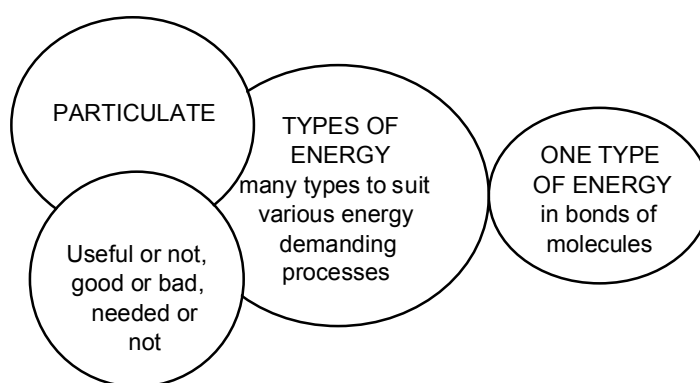 PARTICULATE
Useful or not,
good or bad,
needed or
not
TYPES OF
ENERGY
many types to suit
various energy
demanding
processes
ONE TYPE
OF ENERGY
in bonds of
molecules